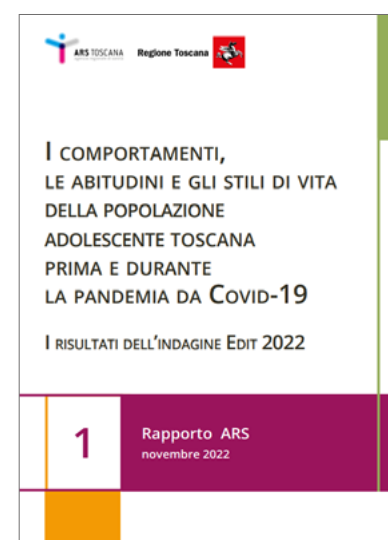 ARS TOSCANA
Regione Toscana
I COMPORTAMENTI,
LE ABITUDINI E GLI STILI DI VITA
DELLA POPOLAZIONE
ADOLESCENTE TOSCANA
PRIMA E DURANTE
LA PANDEMIA DA COVID-19
I RISULTATI DELL'INDAGINE EDIT 2022
1
Rapporto ARS
novembre 2022